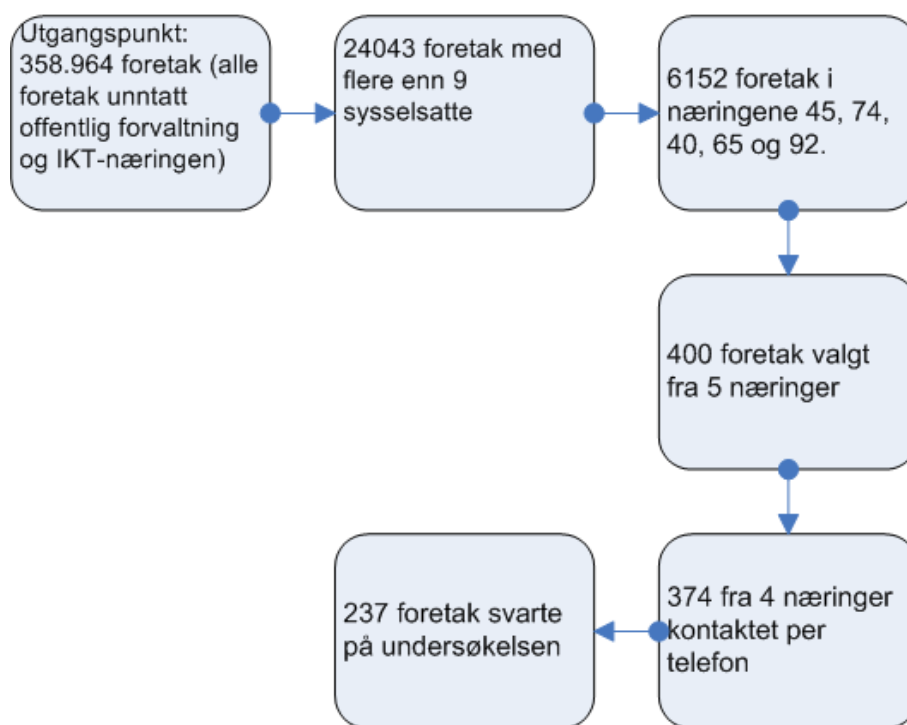 Utgangspunkt:
358.964 foretak (alle
foretak unntatt
offentlig forvaltning
og IKT-næringen)
24043 foretak med
flere enn 9
sysselsatte
6152 foretak i
næringene 45, 74,
40, 65 og 92.
400 foretak valgt
fra 5 næringer
374 fra 4 næringer
kontaktet per
telefon
237 foretak svarte
på undersøkelsen